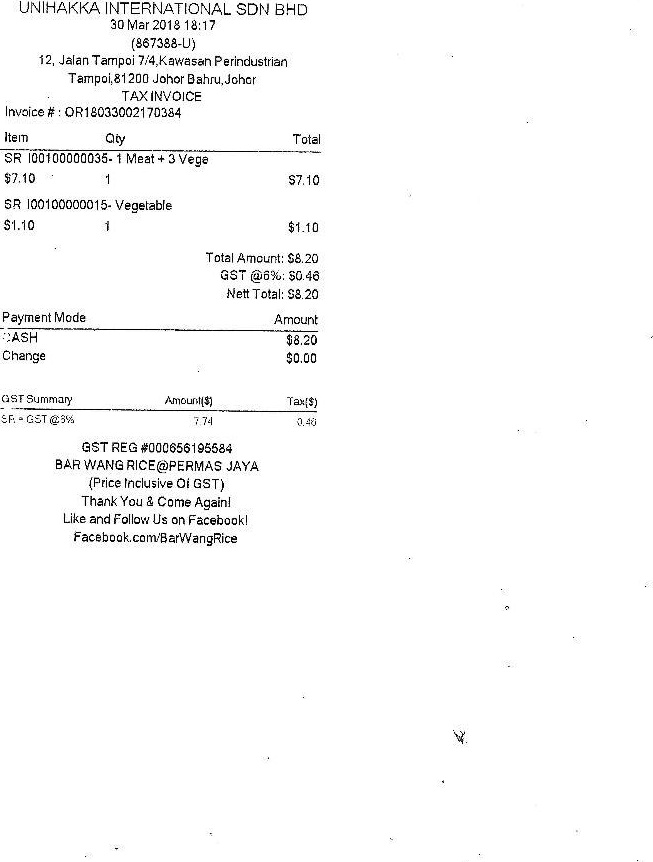 UNIHAKKA INTERNATIONAL SDN BHD
30 Mar 2018 18:17
(867388-U)
12, Jalan Tampoi 7/4,Kawasan Perindustrian
Tampoi,81200 Johor Bahru,Johor
TAX INVOICE
Invoice # : OR18033002170384
Item Qty Total
SR I00100000035- 1 Meat + 3 Vege
$7.10 1 $7.10
SR I00100000015- Vegetable
$1.10 1 $1.10
Total Amount: $8.20
GST @6%: $0.46
Nett Total: $8.20
Payment Mode Amount
CASH $8.20
Change $0.00
GST Summary Amount($) Tax($)
SR = GST @6% 7.74 0.46
GST REG #000656195584
BAR WANG RICE@PERMAS JAYA
(Price Inclusive Of GST)
Thank You & Come Again!
Like and Follow Us on Facebook!
Facebook.com/BarWangRice